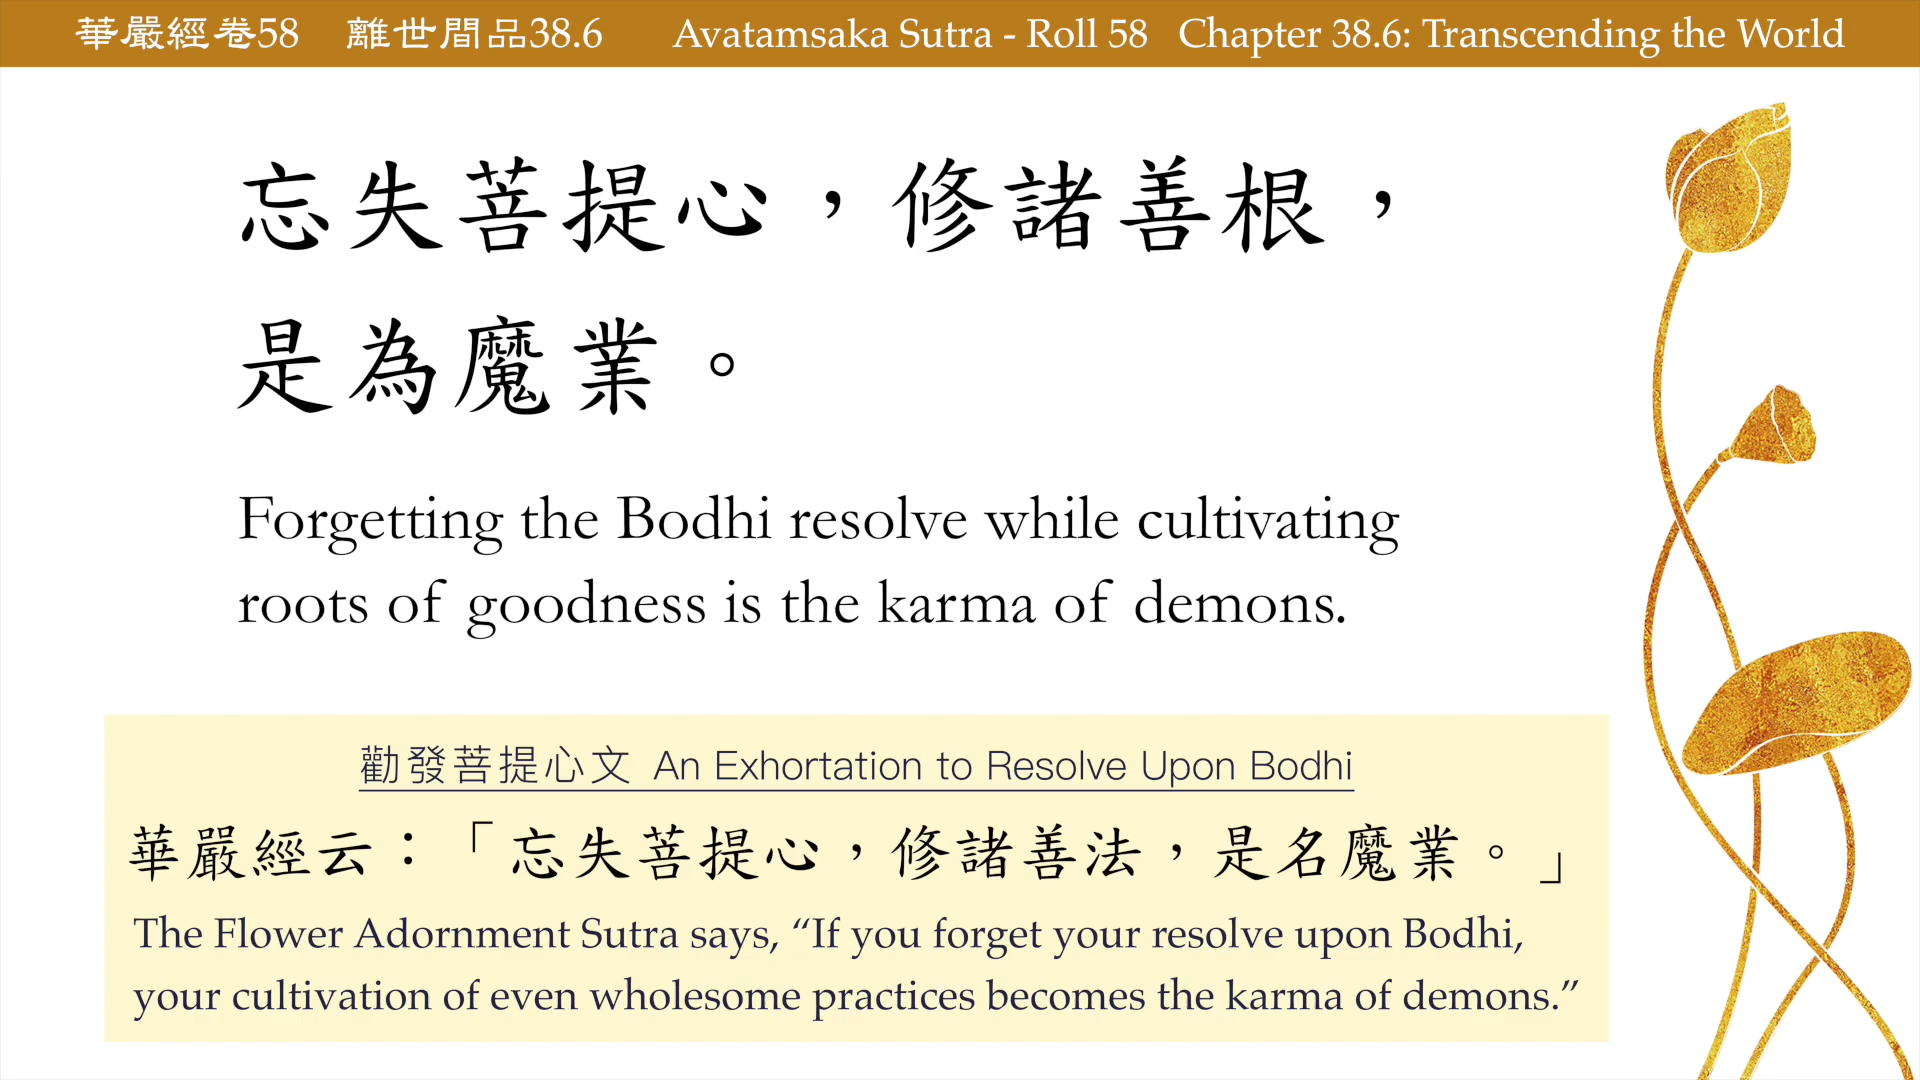 華嚴經卷58 離世間品38.6 Avatamsaka Sutra - Roll 58 Chapter 38.6: Transcending the World
忘失菩提心，修諸善根，
是為魔業。
Forgetting the Bodhi resolve while cultivating
roots of goodness is the karma of demons.
勸發菩提心文 An Exhortation to Resolve Upon Bodhi
華嚴經云：「忘失菩提心，修諸善法，是名魔業。」
The Flower Adornment Sutra says, “If you forget your resolve upon Bodhi,
your cultivation of even wholesome practices becomes the karma of demons.”